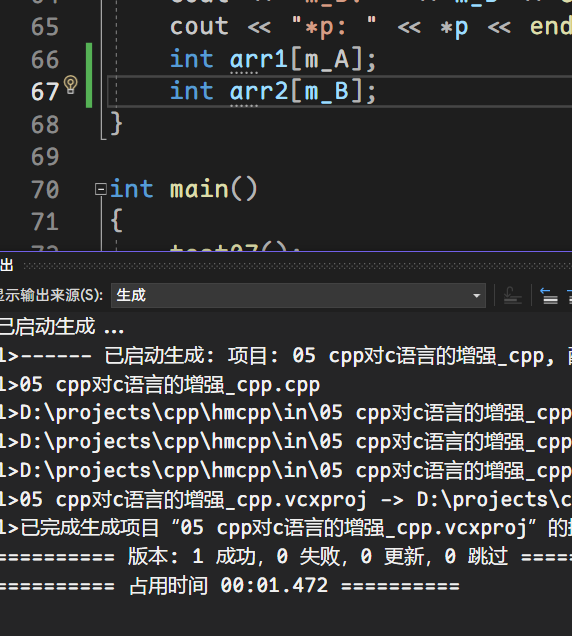 65 cout << "*p: " << *p << end
66 int arr1[m_A];
67 int arr2[m_B];
68 }
69
70 int main()
71 {
test07();
出
显示输出来源(S): 生成
已启动生成 ...
1>------ 已启动生成: 项目: 05 cpp对c语言的增强_cpp,
1>05 cpp对c语言的增强_cpp.cpp
1>D:\projects\cpp\hmcpp\in\05 cpp对c语言的增强_cpp
1>D:\projects\cpp\hmcpp\in\05 cpp对c语言的增强_cpp
1>D:\projects\cpp\hmcpp\in\05 cpp对c语言的增强_cpp
1>05 cpp对c语言的增强_cpp.vcxproj -> D:\projects\c
1>已完成生成项目“05 cpp对c语言的增强_cpp.vcxproj”的
========== 版本: 1 成功，0 失败，0 更新，0 跳过 =====
========== 占用时间 00:01.472 ==========